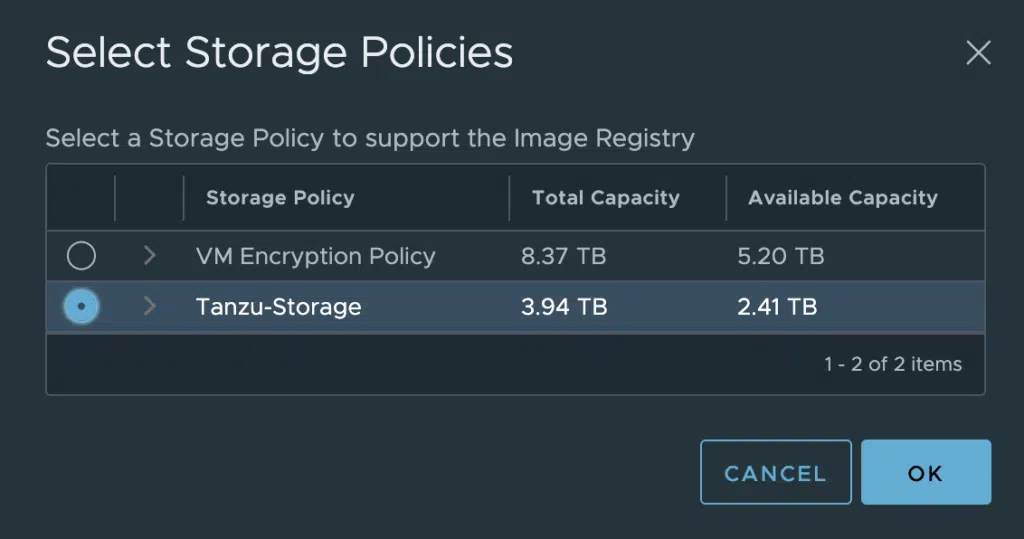 Select Storage Policies
Select a Storage Policy to support the Image Registry
Storage Policy Total Capacity Available Capacity
VM Encryption Policy 8.37 TB 5.20 TB
Tanzu-Storage 3.94 TB 2.41 TB
1 - 2 of 2 items
CANCEL OK